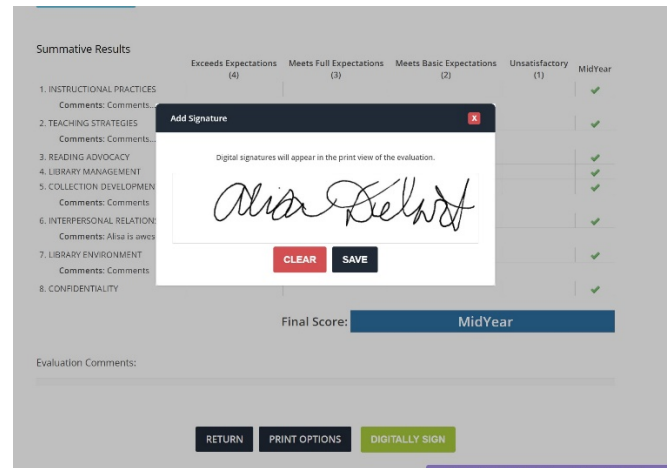 Summative Results
Exceeds Expectations (4) Meets Full Expectations (3) Meets Basic Expectations (2) Unsatisfactory (1) MidYear
1. INSTRUCTIONAL PRACTICES
Comments: Comments...
2. TEACHING STRATEGIES
Comments: Comments...
3. READING ADVOCACY
4. LIBRARY MANAGEMENT
5. COLLECTION DEVELOPMEN
Comments: Comments
6. INTERPERSONAL RELATION
Comments: Alisa is awes
7. LIBRARY ENVIRONMENT
Comments: Comments
8. CONFIDENTIALITY
Add Signature X
Digital signatures will appear in the print view of the evaluation.
Alisa
CLEAR SAVE
Final Score: MidYear
Evaluation Comments:
RETURN PRINT OPTIONS DIGITALLY SIGN